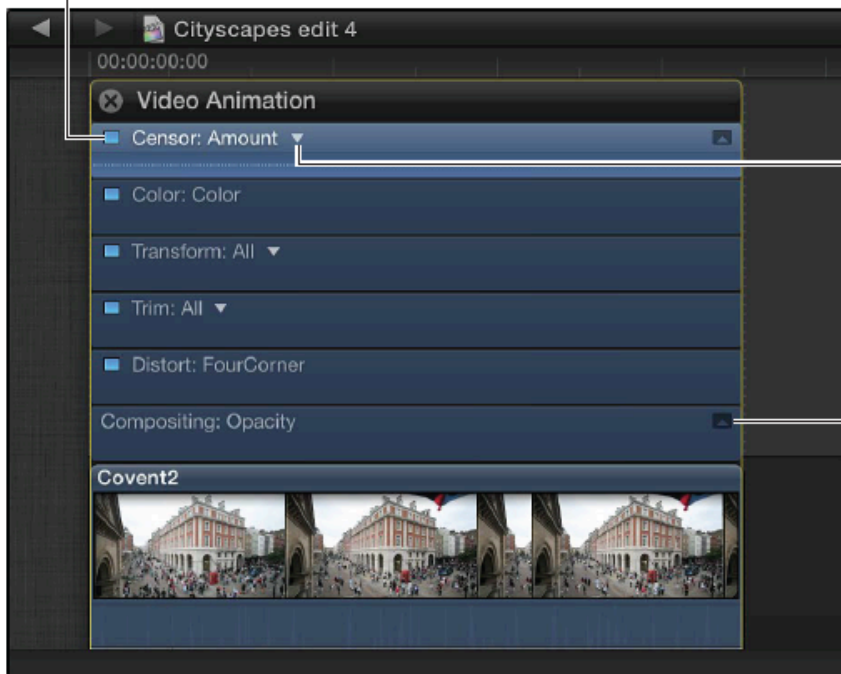 Cityscapes edit 4
00:00:00:00
Video Animation
Censor: Amount
Color: Color
Transform: All
Trim: All
Distort: FourCorner
Compositing: Opacity
Covent2